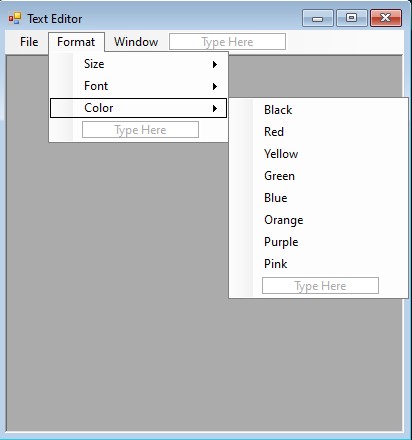 Text Editor
File Format Window Type Here
Size
Font
Color
Type Here
Black
Red
Yellow
Green
Blue
Orange
Purple
Pink
Type Here